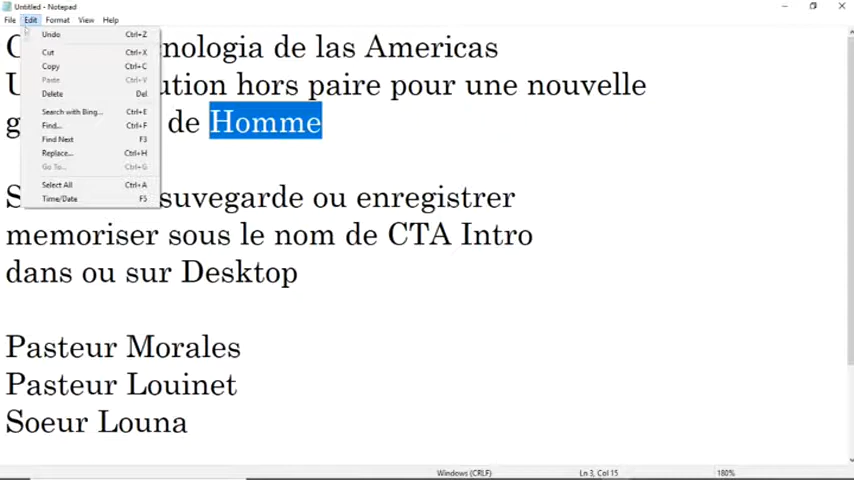 Untitled - Notepad
File Edit Format View Help
Undo Ctrl+Z
Cut Ctrl+X
Copy Ctrl+C
Paste Ctrl+V
Delete Del
Search with Bing... Ctrl+E
Find... Ctrl+F
Find Next F3
Replace... Ctrl+H
Go To... Ctrl+G
Select All Ctrl+A
Time/Date F5
C nologia de las Americas
U ution hors paire pour une nouvelle
g de Homme
S suvegarde ou enregistrer
memoriser sous le nom de CTA Intro
dans ou sur Desktop
Pasteur Morales
Pasteur Louinet
Soeur Louna
Windows (CRLF) Ln 3, Col 15 180%